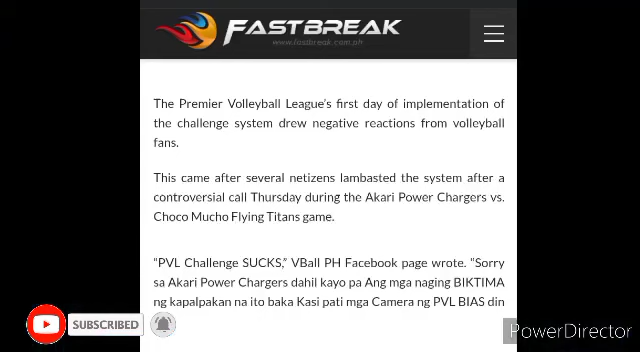 FASTBREAK
www.fastbreak.com.ph
The Premier Volleyball League's first day of implementation of
the challenge system drew negative reactions from volleyball
fans.
This came after several netizens lambasted the system after a
controversial call Thursday during the Akari Power Chargers vs.
Choco Mucho Flying Titans game.
“PVL Challenge SUCKS,” VBall PH Facebook page wrote. “Sorry
sa Akari Power Chargers dahil kayo pa Ang mga naging BIKTIMA
ng kapalpakan na ito baka Kasi pati mga Camera ng PVL BIAS din
SUBSCRIBED
PowerDirector